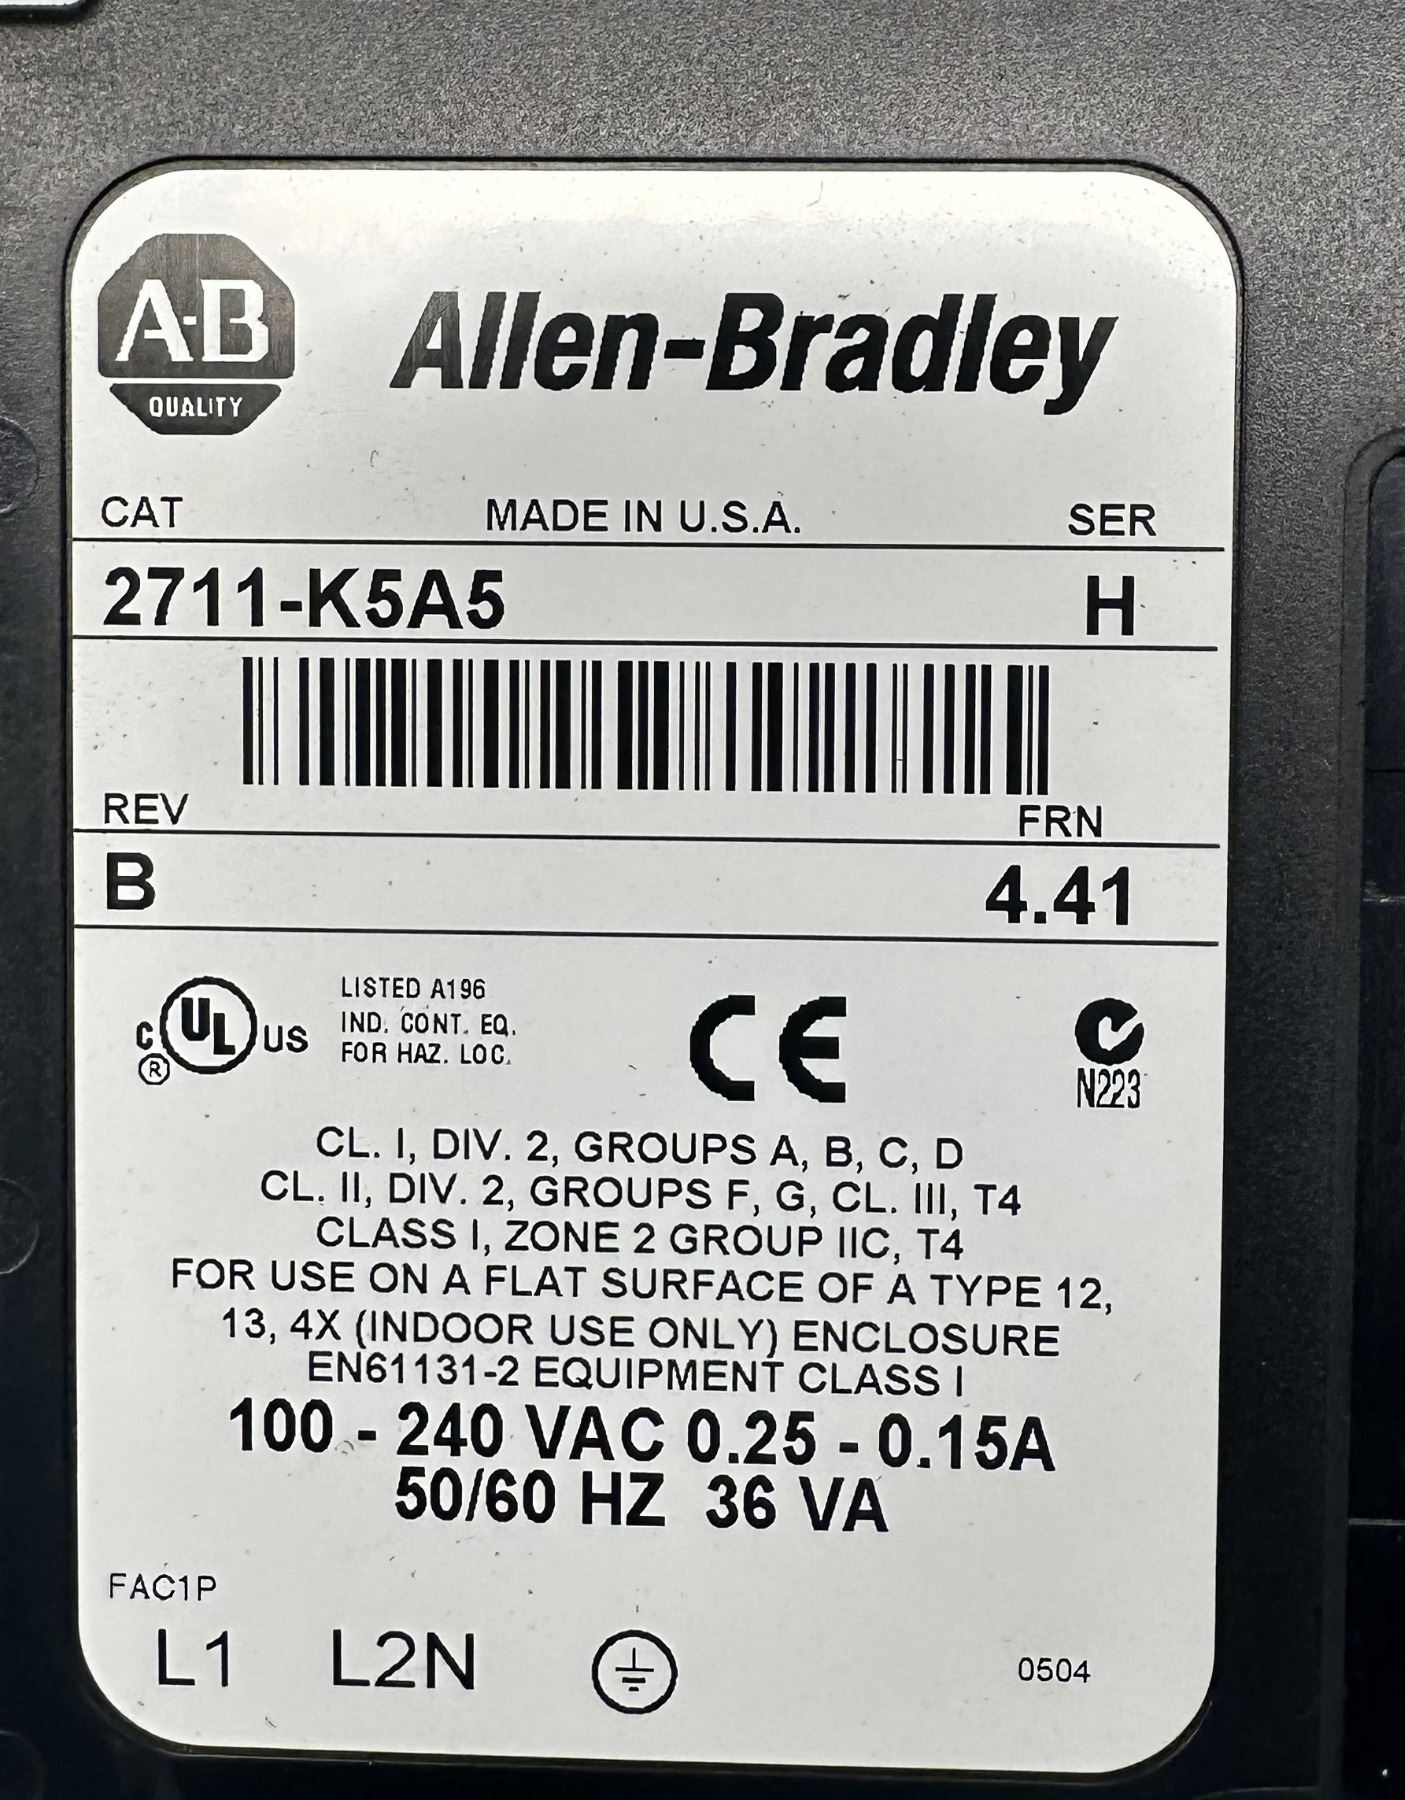 A-B
QUALITY
Allen-Bradley
CAT MADE IN U.S.A. SER
2711-K5A5 H
REV FRN
B 4.41
C UL US ®
LISTED A196
IND. CONT. EQ.
FOR HAZ. LOC.
CE
N223
CL. I, DIV. 2, GROUPS A, B, C, D
CL. II, DIV. 2, GROUPS F, G, CL. III, T4
CLASS I, ZONE 2 GROUP IIC, T4
FOR USE ON A FLAT SURFACE OF A TYPE 12,
13, 4X (INDOOR USE ONLY) ENCLOSURE
EN61131-2 EQUIPMENT CLASS I
100 - 240 VAC 0.25 - 0.15A
50/60 HZ 36 VA
FAC1P
L1 L2N 0504